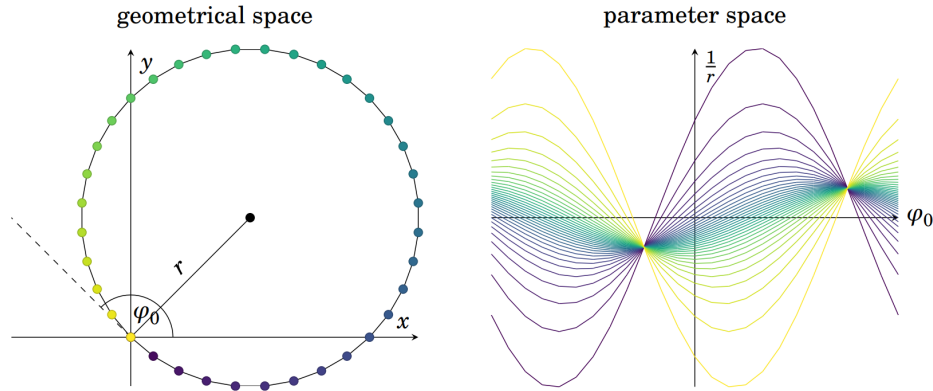 geometrical space
y
r
φ₀
x
parameter space
1/r
φ₀